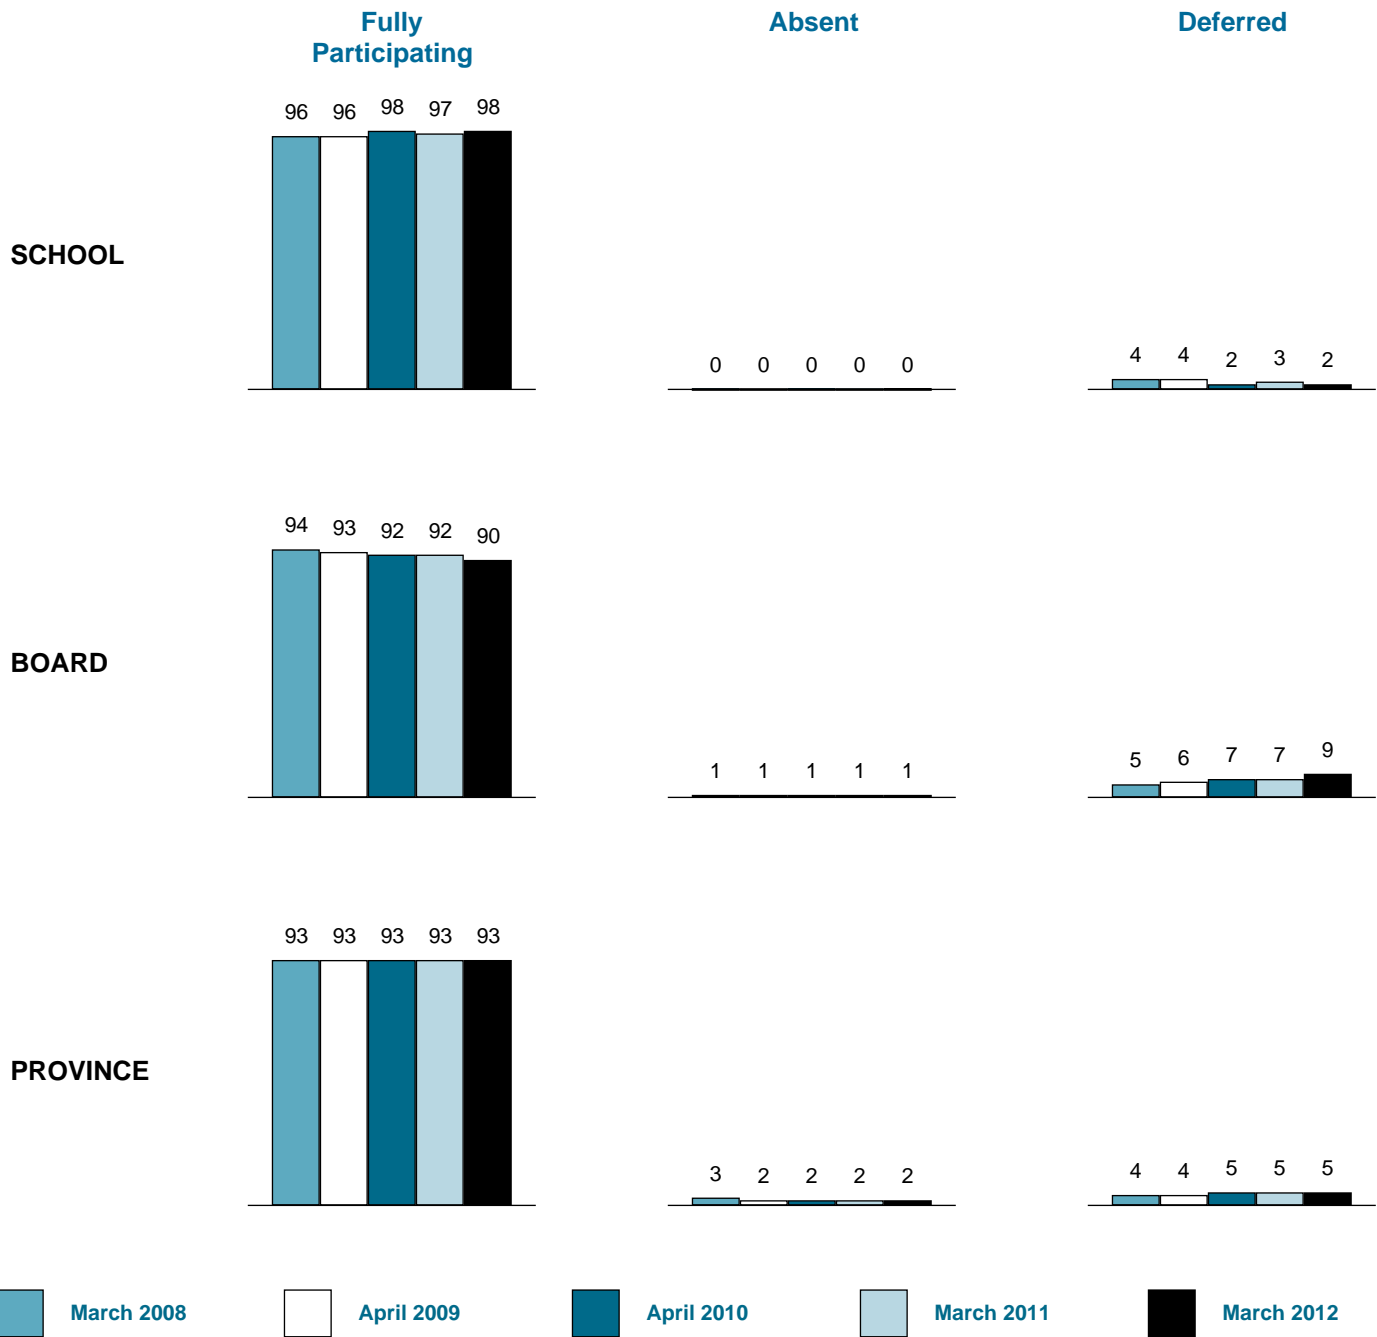 Fully
Participating
Absent
Deferred
SCHOOL
96 96 98 97 98
0 0 0 0 0
4 4 2 3 2
BOARD
94 93 92 92 90
1 1 1 1 1
5 6 7 7 9
PROVINCE
93 93 93 93 93
3 2 2 2 2
4 4 5 5 5
March 2008
April 2009
April 2010
March 2011
March 2012